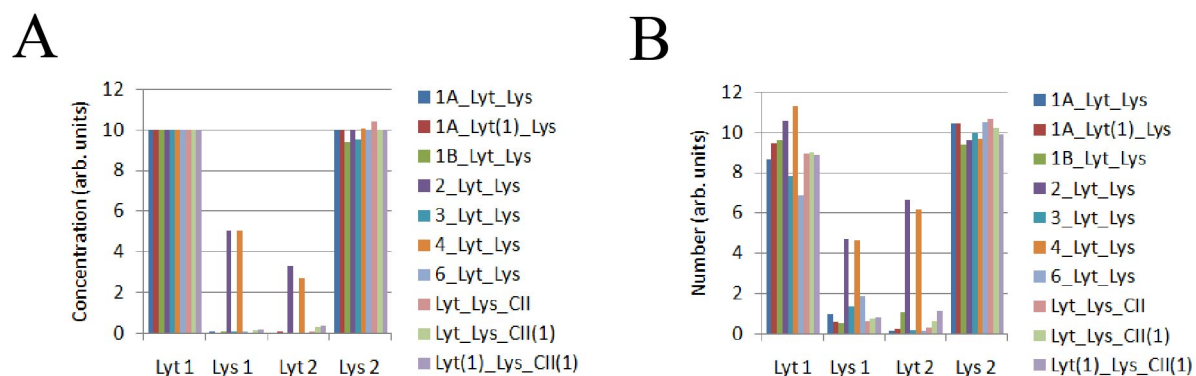 A
Concentration (arb. units)
12
10
8
6
4
2
0
Lyt 1 Lys 1 Lyt 2 Lys 2
1A_Lyt_Lys
1A_Lyt(1)_Lys
1B_Lyt_Lys
2_Lyt_Lys
3_Lyt_Lys
4_Lyt_Lys
6_Lyt_Lys
Lyt_Lys_CII
Lyt_Lys_CII(1)
Lyt(1)_Lys_CII(1)
B
Number (arb. units)
12
10
8
6
4
2
0
Lyt 1 Lys 1 Lyt 2 Lys 2
1A_Lyt_Lys
1A_Lyt(1)_Lys
1B_Lyt_Lys
2_Lyt_Lys
3_Lyt_Lys
4_Lyt_Lys
6_Lyt_Lys
Lyt_Lys_CII
Lyt_Lys_CII(1)
Lyt(1)_Lys_CII(1)